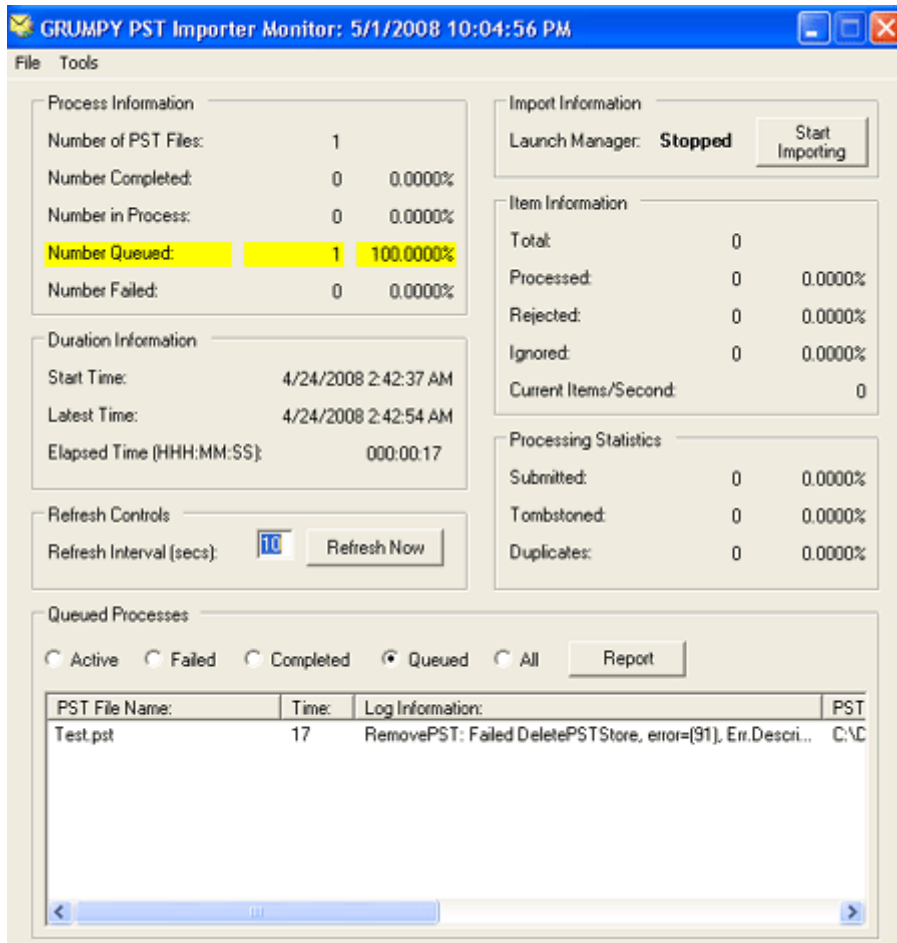 GRUMPY PST Importer Monitor: 5/1/2008 10:04:56 PM
File Tools
Process Information
Number of PST Files: 1
Number Completed: 0 0.0000%
Number in Process: 0 0.0000%
Number Queued: 1 100.0000%
Number Failed: 0 0.0000%
Duration Information
Start Time: 4/24/2008 2:42:37 AM
Latest Time: 4/24/2008 2:42:54 AM
Elapsed Time (HHH:MM:SS): 000:00:17
Refresh Controls
Refresh Interval (secs): 10 Refresh Now
Import Information
Launch Manager: Stopped Start Importing
Item Information
Total: 0
Processed: 0 0.0000%
Rejected: 0 0.0000%
Ignored: 0 0.0000%
Current Items/Second: 0
Processing Statistics
Submitted: 0 0.0000%
Tombstoned: 0 0.0000%
Duplicates: 0 0.0000%
Queued Processes
Active Failed Completed Queued All Report
PST File Name: Time: Log Information: PST
Test.pst 17 RemovePST: Failed DeletePSTStore, error=(91), Err.Descri... C:\D